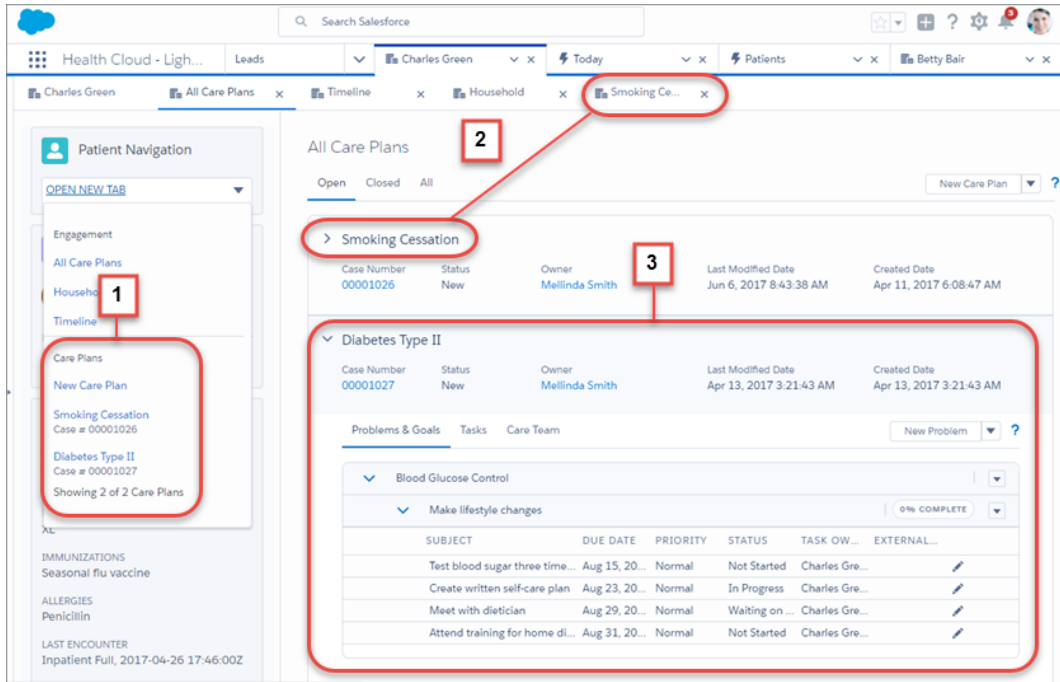 Search Salesforce
3
Health Cloud - Ligh...
Leads
Charles Green
Today
Patients
Betty Bair
Charles Green
All Care Plans
Timeline
Household
Smoking Ce...
Patient Navigation
OPEN NEW TAB
Engagement
All Care Plans
Timeline
1
Care Plans
New Care Plan
Smoking Cessation
Case # 00001026
Diabetes Type II
Case # 00001027
Showing 2 of 2 Care Plans
XL
IMMUNIZATIONS
Seasonal flu vaccine
ALLERGIES
Penicillin
LAST ENCOUNTER
Inpatient Full, 2017-04-26 17:46:00Z
2
All Care Plans
Open Closed All
New Care Plan
?
Smoking Cessation
3
Case Number Status Owner Last Modified Date Created Date
00001026 New Mellinda Smith Jun 6, 2017 8:43:38 AM Apr 11, 2017 6:08:47 AM
Diabetes Type II
Case Number Status Owner Last Modified Date Created Date
00001027 New Mellinda Smith Apr 13, 2017 3:21:43 AM Apr 13, 2017 3:21:43 AM
Problems & Goals Tasks Care Team
New Problem
?
Blood Glucose Control
Make lifestyle changes
0% COMPLETE
SUBJECT DUE DATE PRIORITY STATUS TASK OW... EXTERNAL...
Test blood sugar three time... Aug 15, 20... Normal Not Started Charles Gre...
Create written self-care plan Aug 23, 20... Normal In Progress Charles Gre...
Meet with dietician Aug 29, 20... Normal Waiting on ... Charles Gre...
Attend training for home di... Aug 31, 20... Normal Not Started Charles Gre...